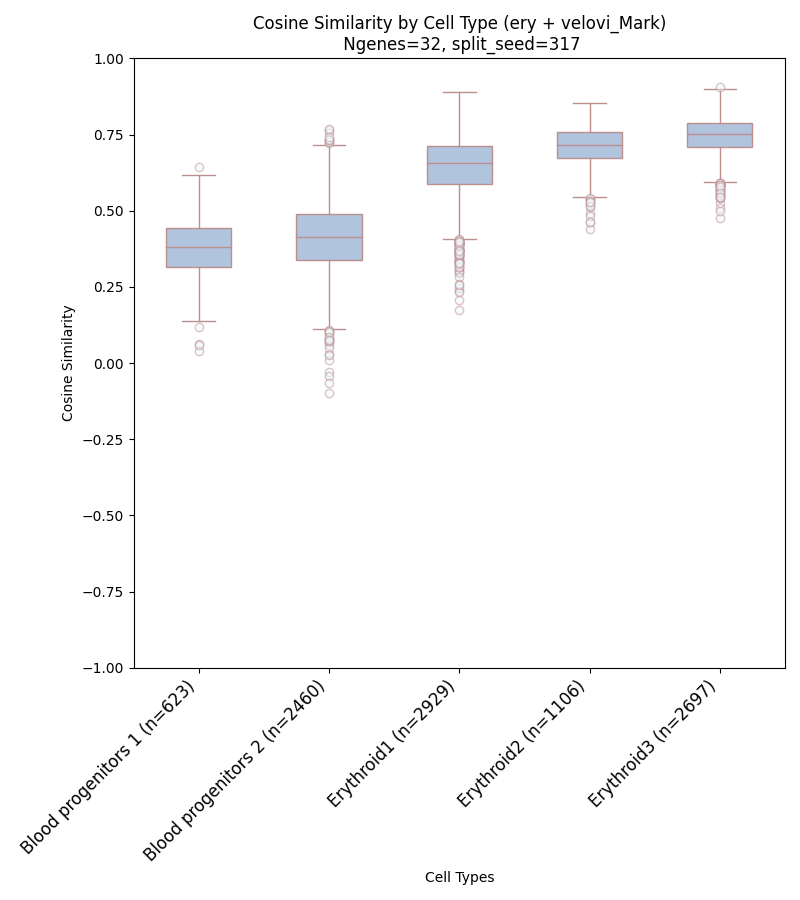 Cosine Similarity by Cell Type (ery + velovi_Mark)
Ngenes=32, split_seed=317
1.00
0.75
0.50
0.25
0.00
−0.25
−0.50
−0.75
−1.00
Cosine Similarity
Blood progenitors 1 (n=623)
Blood progenitors 2 (n=2460)
Erythroid1 (n=2929)
Erythroid2 (n=1106)
Erythroid3 (n=2697)
Cell Types